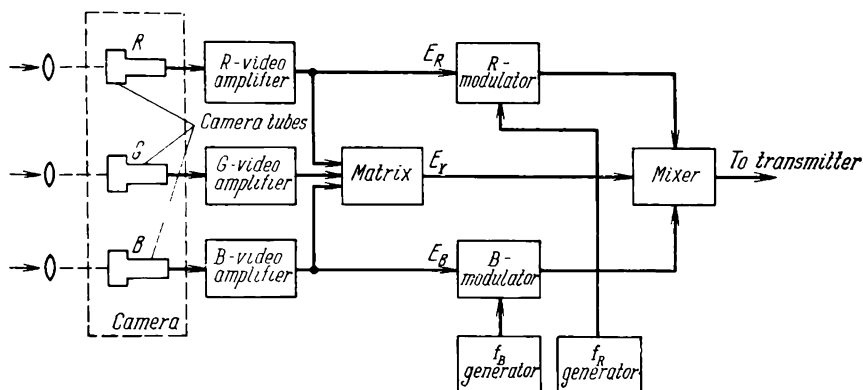 R
R-video
amplifier
E_R
R-
modulator
Camera tubes
G
G-video
amplifier
Matrix
E_Y
Mixer
To transmitter
B
B-video
amplifier
E_B
B-
modulator
Camera
f_B
generator
f_R
generator